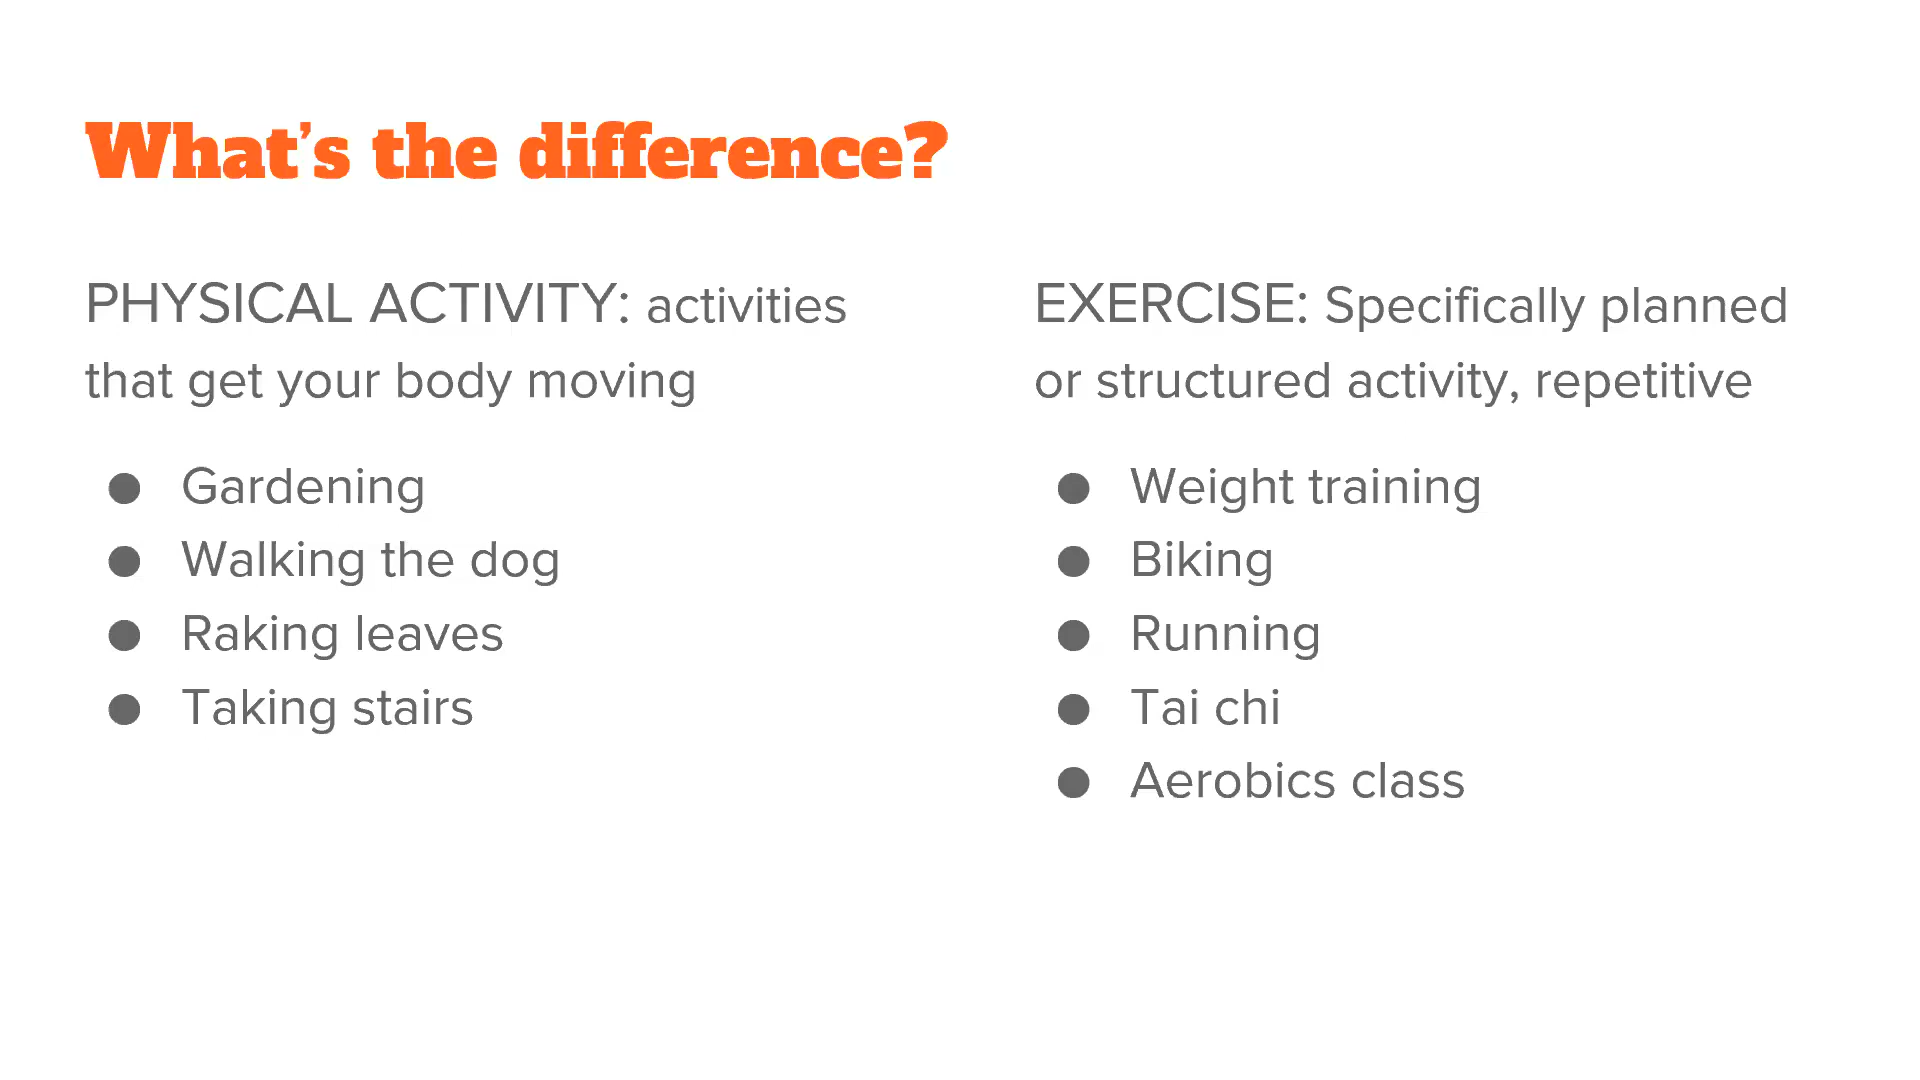 What's the difference?
PHYSICAL ACTIVITY: activities
that get your body moving
● Gardening
● Walking the dog
● Raking leaves
● Taking stairs
EXERCISE: Specifically planned
or structured activity, repetitive
● Weight training
● Biking
● Running
● Tai chi
● Aerobics class